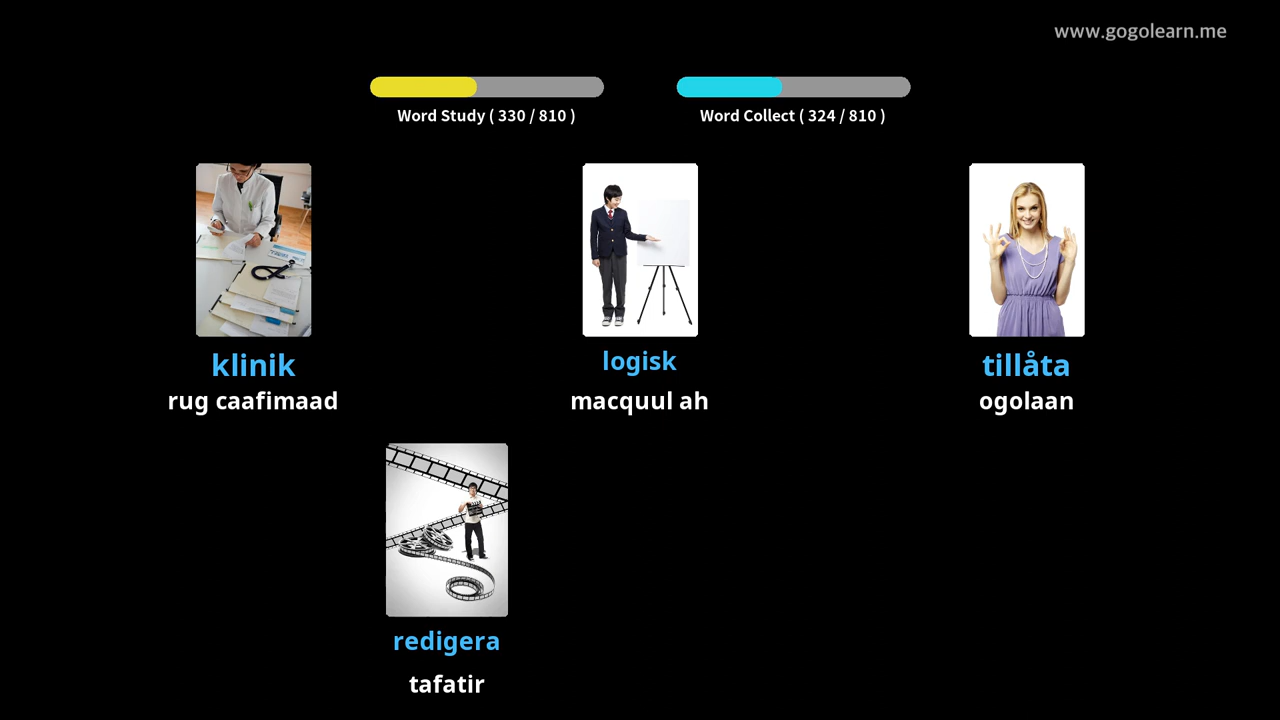 www.gogolearn.me
Word Study ( 330 / 810 )
Word Collect ( 324 / 810 )
klinik
rug caafimaad
logisk
macquul ah
tillåta
ogolaan
redigera
tafatir